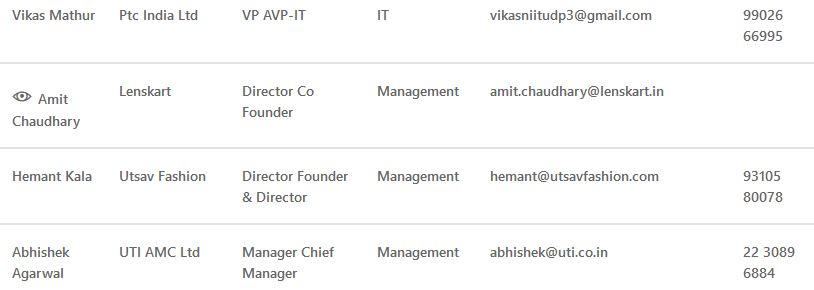 Vikas Mathur Ptc India Ltd VP AVP-IT IT vikasniitudp3@gmail.com 99026
66995
Lenskart Director Co Management amit.chaudhary@lenskart.in
Amit Founder
Chaudhary
Hemant Kala Utsav Fashion Director Founder Management hemant@utsavfashion.com 93105
& Director 80078
Abhishek UTI AMC Ltd Manager Chief Management abhishek@uti.co.in 22 3089
Agarwal Manager 6884